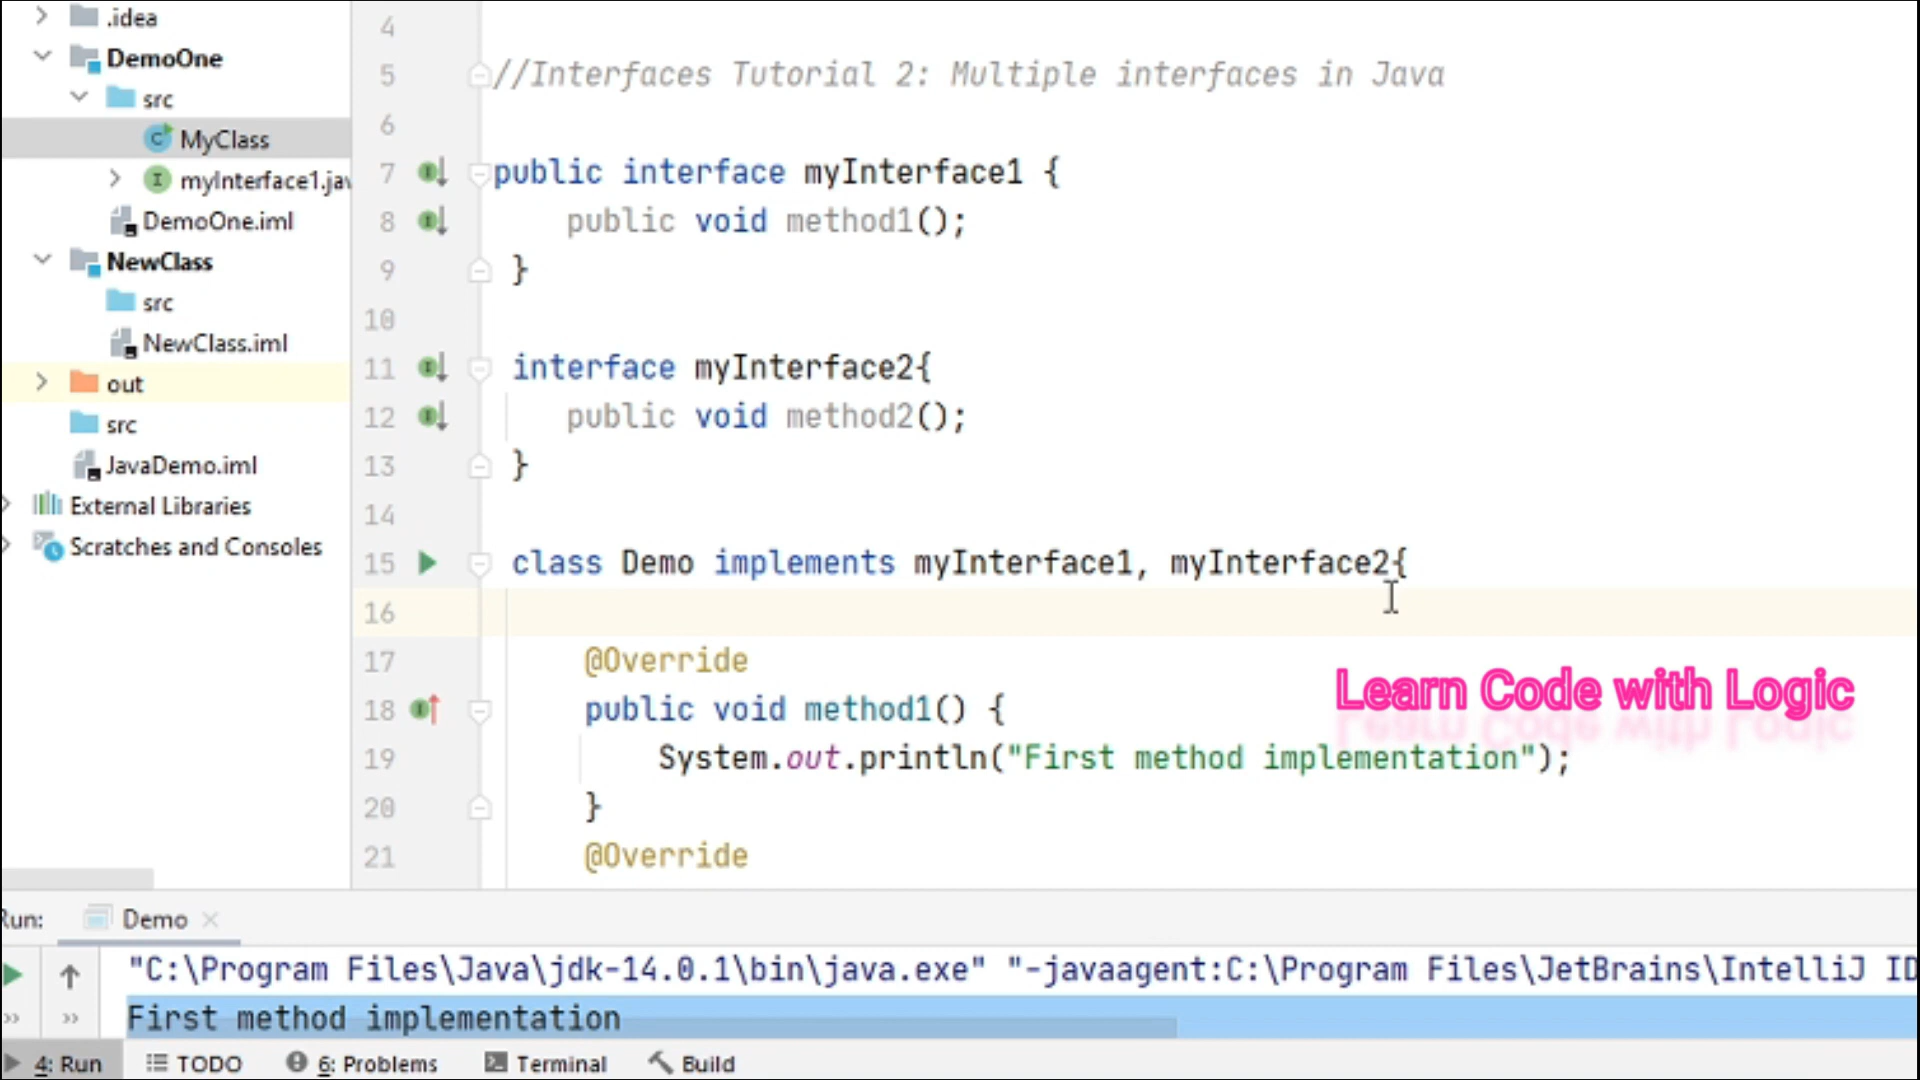 .idea
DemoOne
src
MyClass
myInterface1.jav
DemoOne.iml
NewClass
src
NewClass.iml
out
src
JavaDemo.iml
External Libraries
Scratches and Consoles
4
5 //Interfaces Tutorial 2: Multiple interfaces in Java
6
7 public interface myInterface1 {
8 public void method1();
9 }
10
11 interface myInterface2{
12 public void method2();
13 }
14
15 class Demo implements myInterface1, myInterface2{
16
17 @Override
18 public void method1() {
19 System.out.println("First method implementation");
20 }
21 @Override
Learn Code with Logic
Run: Demo
"C:\Program Files\Java\jdk-14.0.1\bin\java.exe" "-javaagent:C:\Program Files\JetBrains\IntelliJ ID
First method implementation
4: Run TODO 6: Problems Terminal Build